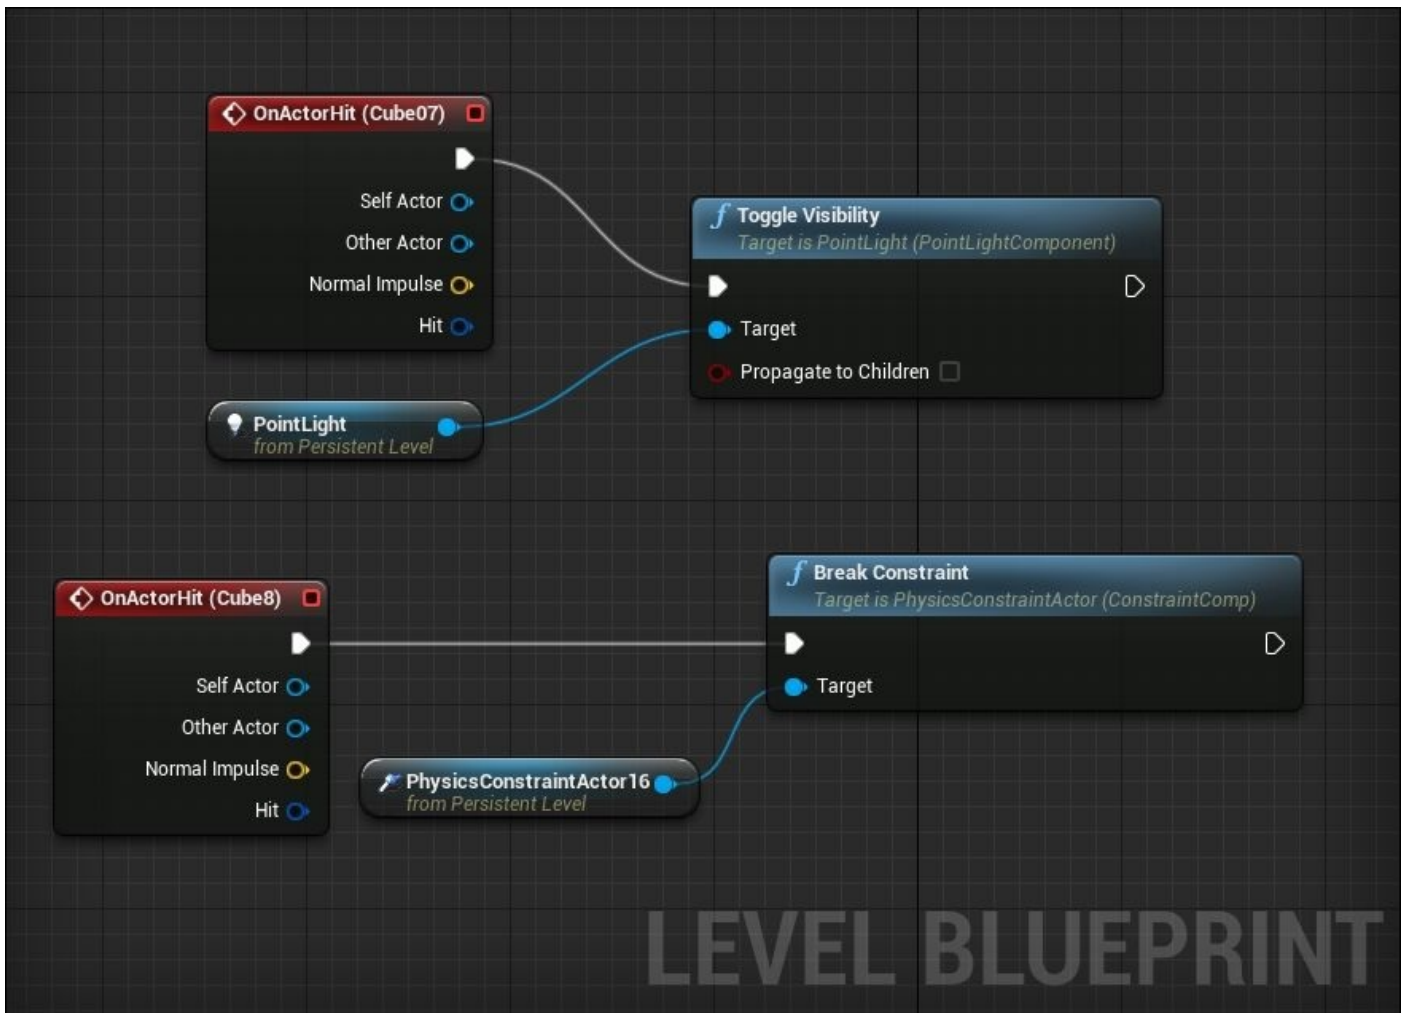 OnActorHit (Cube07)
Self Actor
Other Actor
Normal Impulse
Hit
PointLight
from Persistent Level
f Toggle Visibility
Target is PointLight (PointLightComponent)
Target
Propagate to Children
OnActorHit (Cube8)
Self Actor
Other Actor
Normal Impulse
Hit
PhysicsConstraintActor16
from Persistent Level
f Break Constraint
Target is PhysicsConstraintActor (ConstraintComp)
Target
LEVEL BLUEPRINT